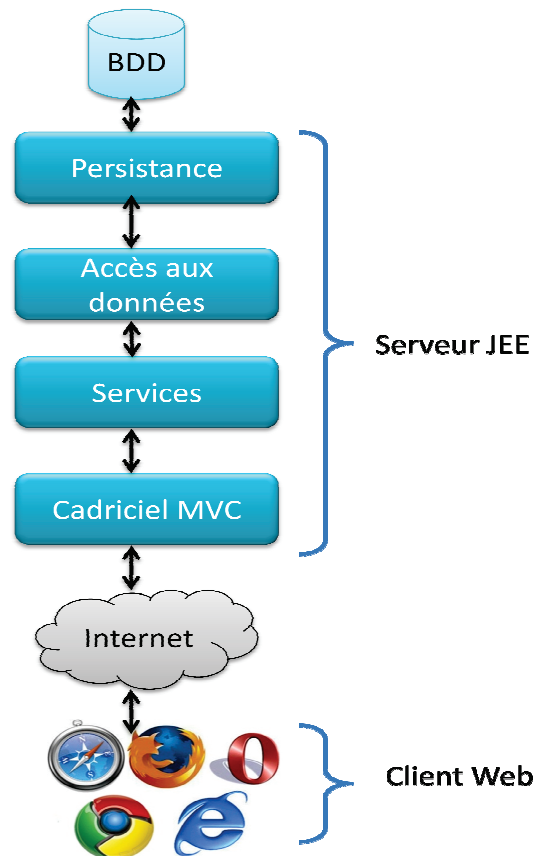 BDD
Persistance
Accès aux
données
Services
Cadriciel MVC
Serveur JEE
Internet
Client Web